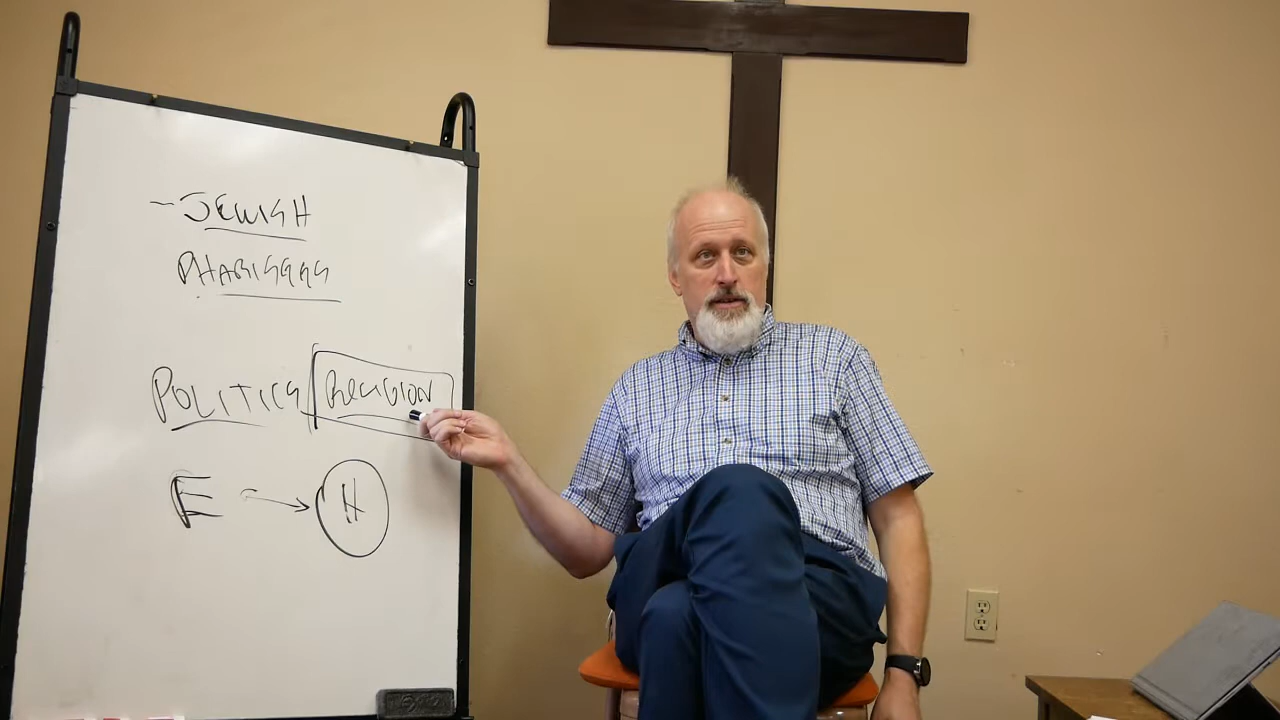 - JEWISH
PHARISEES
POLITICS/RELIGION
E → H